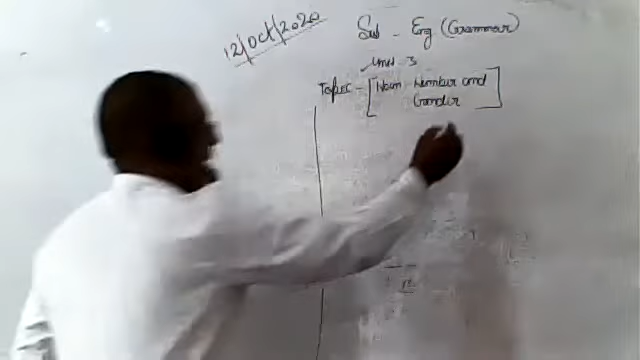 12/Oct/2020
Sub - Eng (Grammar)
Unit 3
Topic - [Noun Number and
Gender]